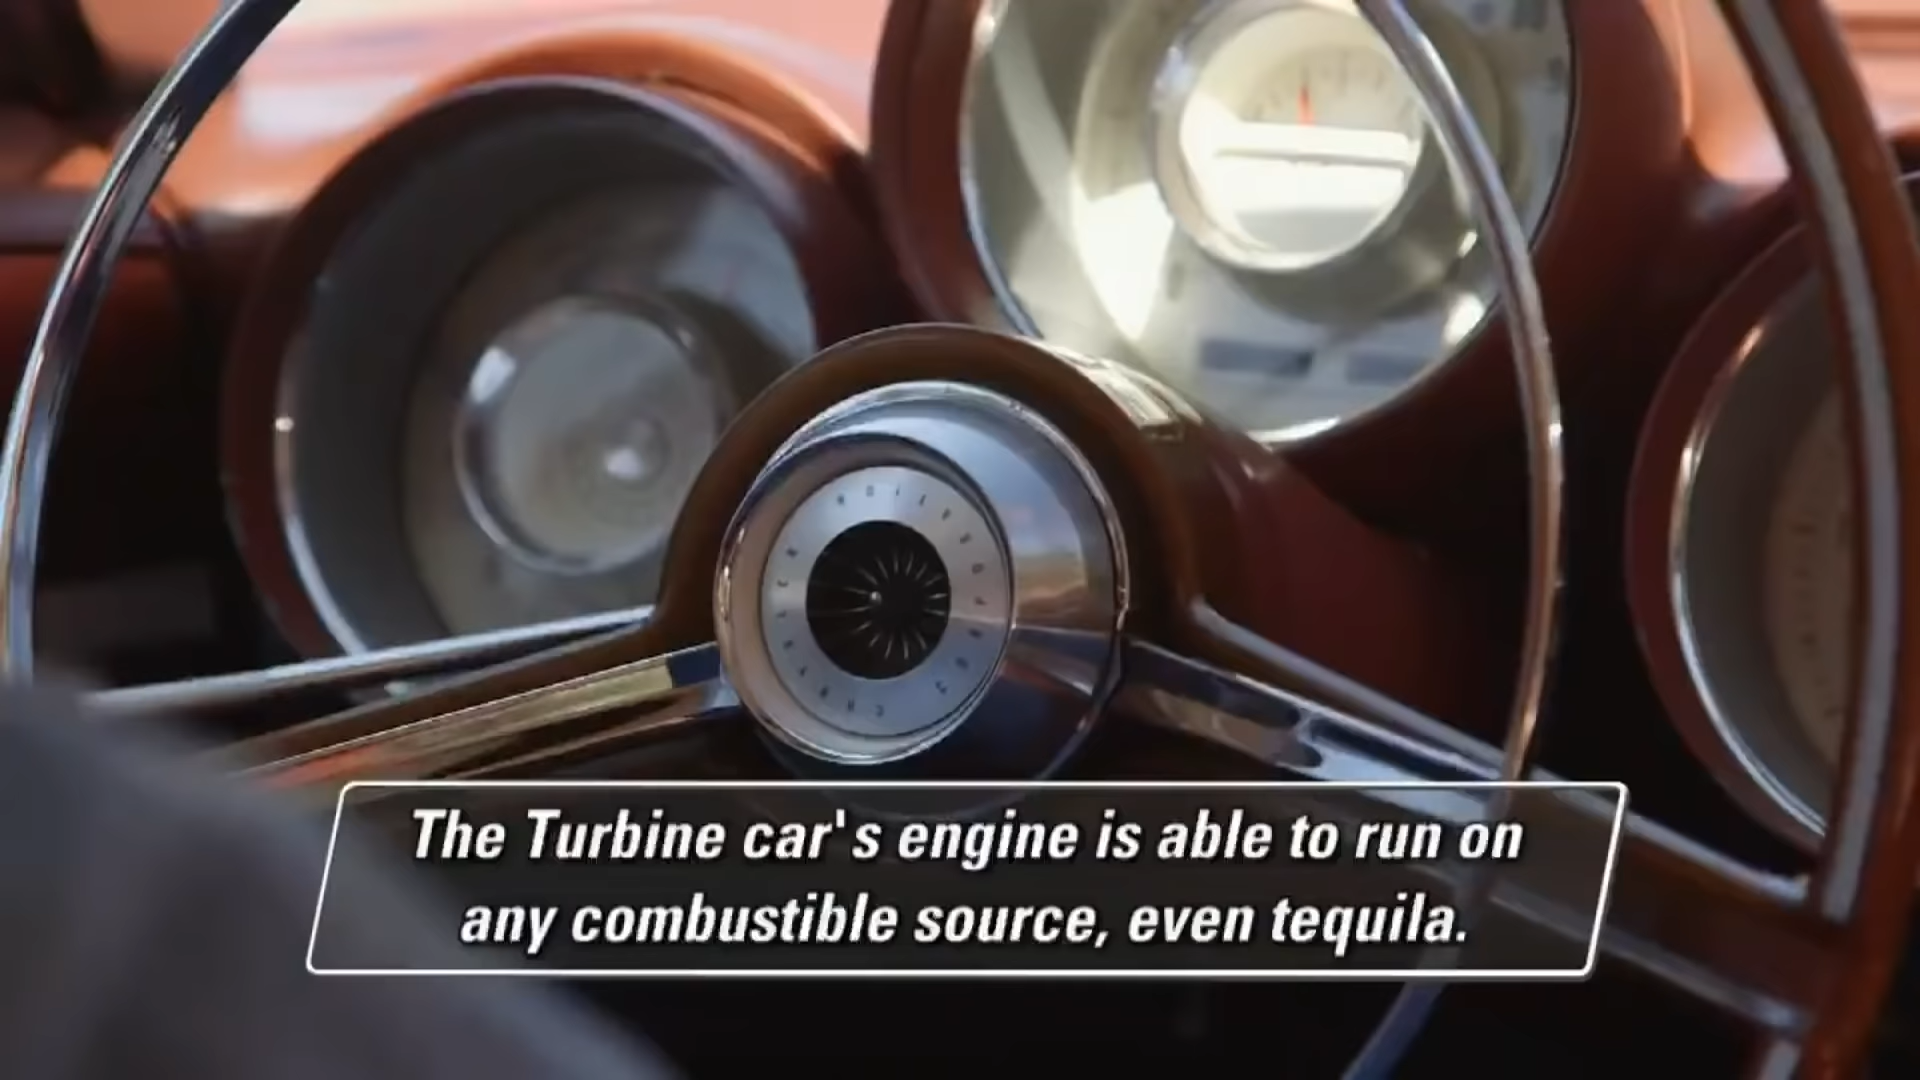 The Turbine car's engine is able to run on
any combustible source, even tequila.